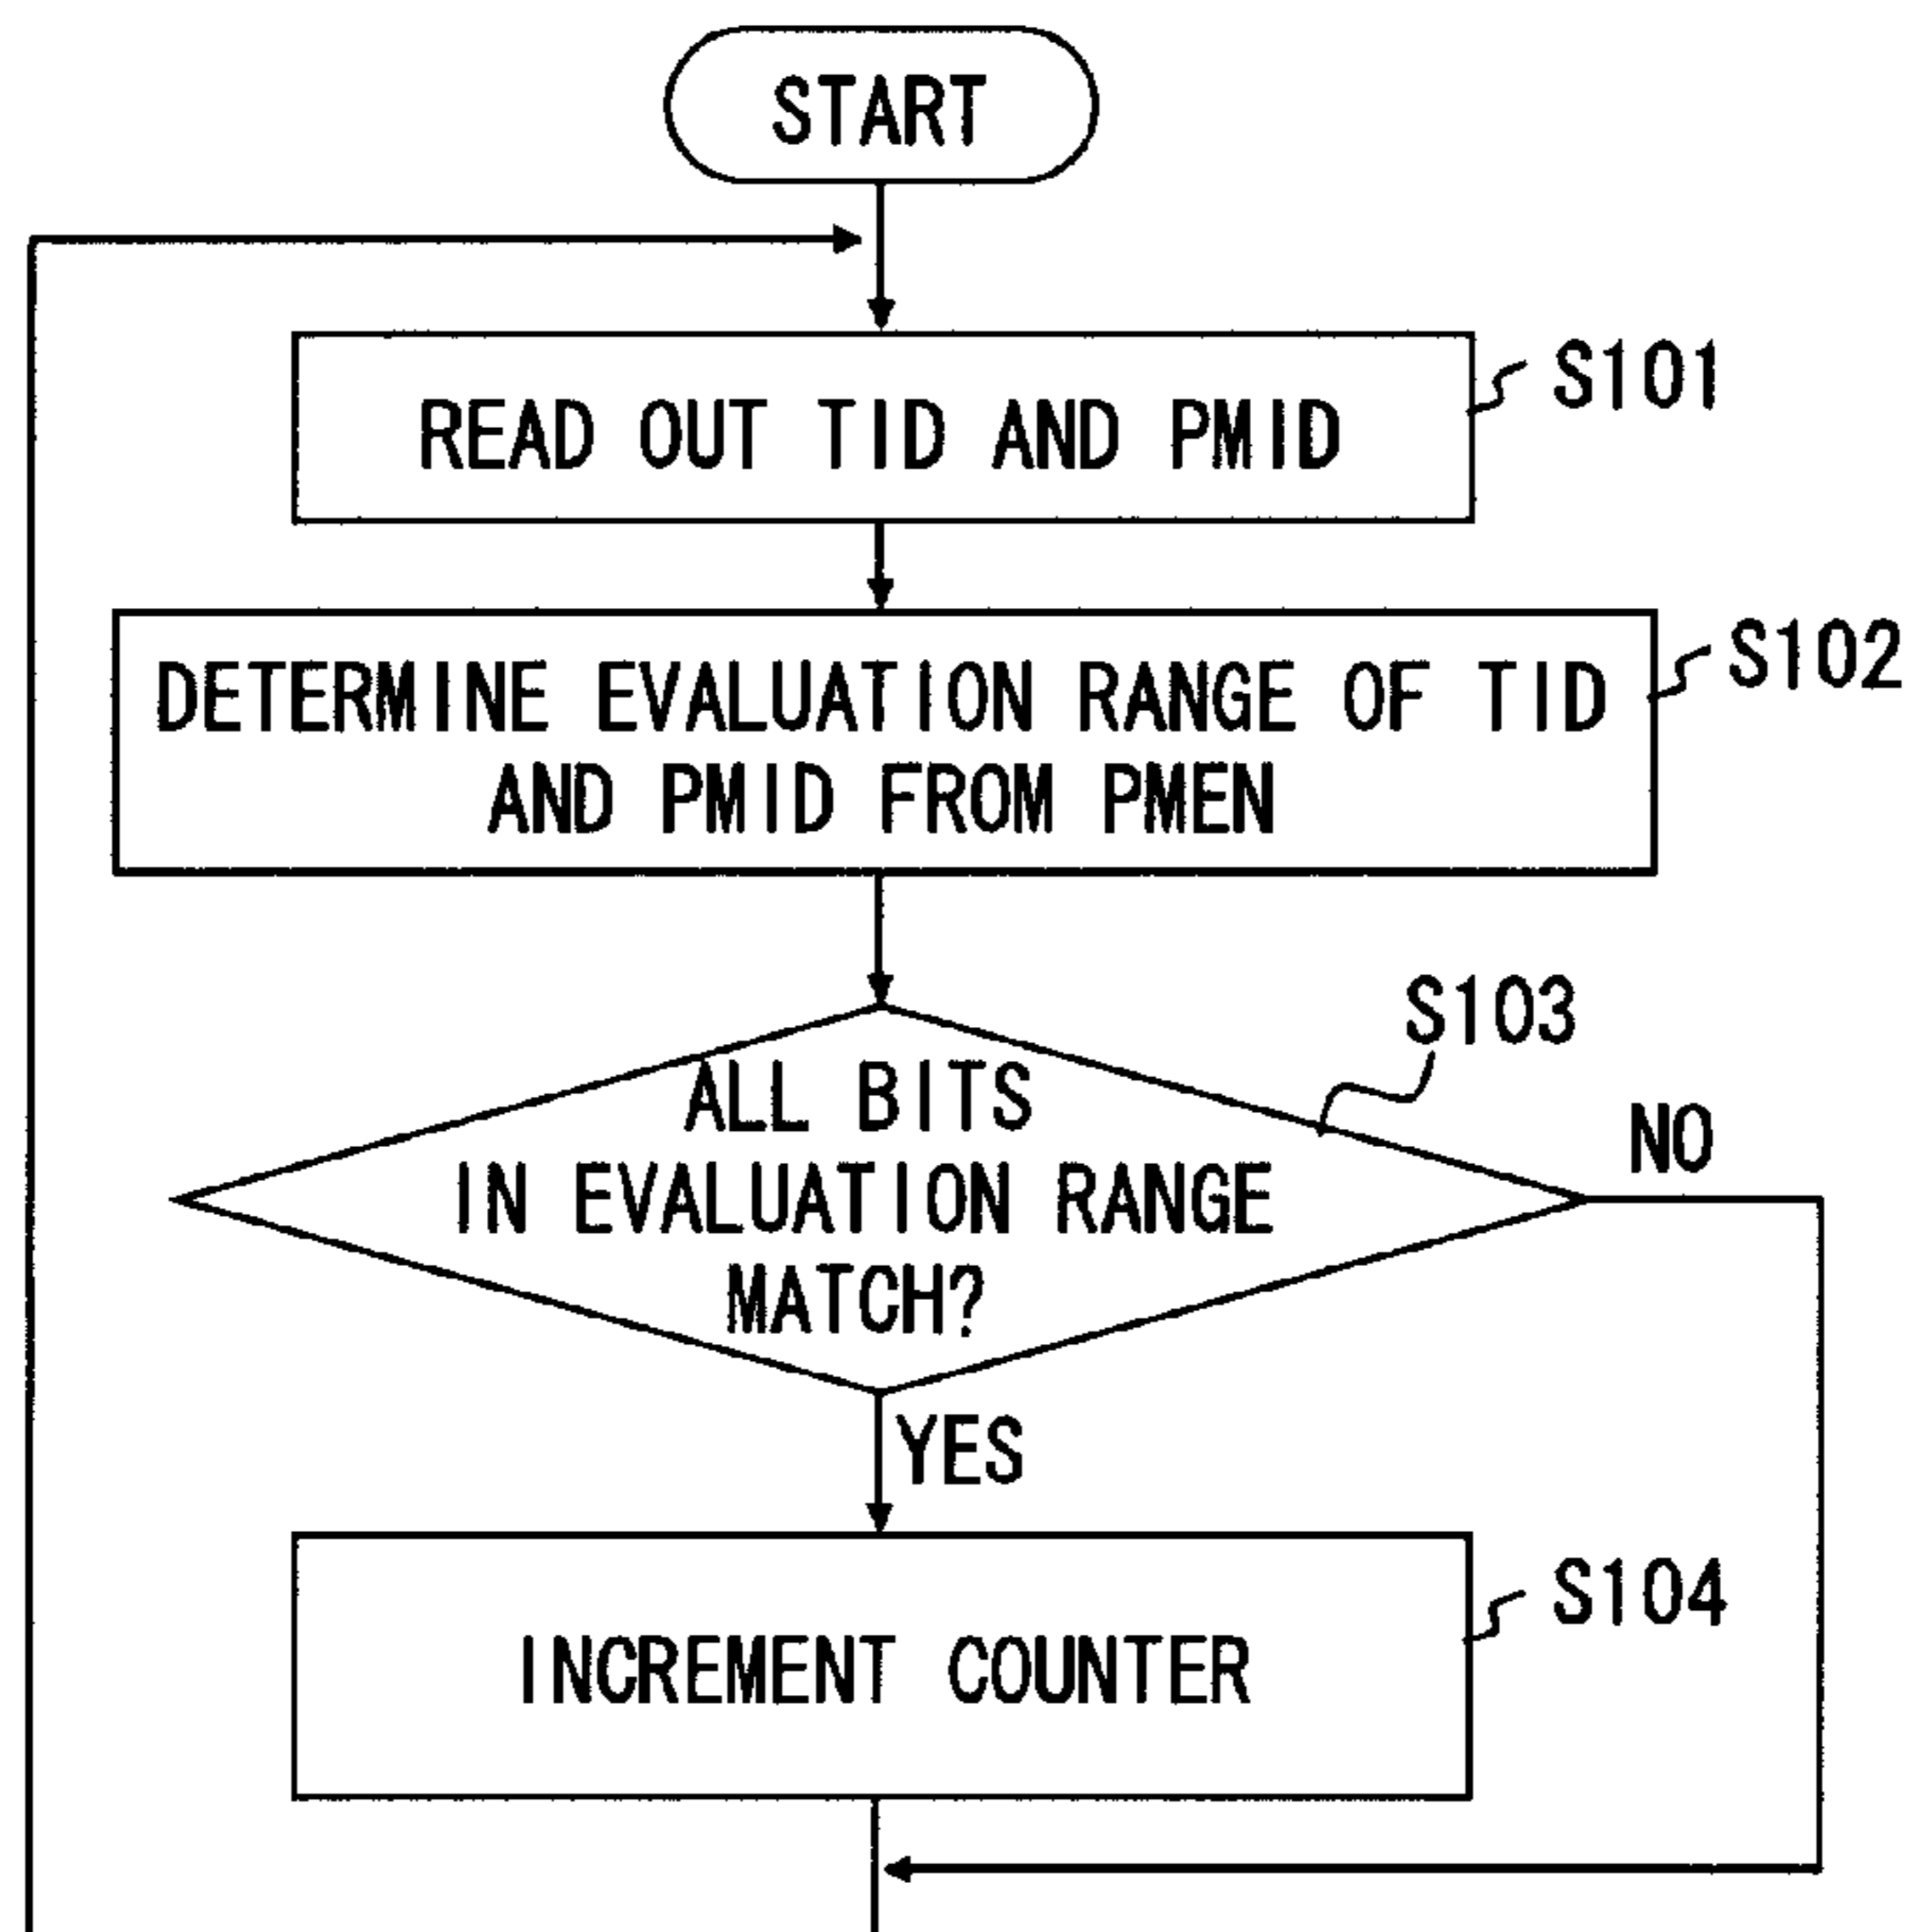 START
READ OUT TID AND PMID
S101
DETERMINE EVALUATION RANGE OF TID
AND PMID FROM PMEN
S102
ALL BITS
IN EVALUATION RANGE
MATCH?
S103
NO
YES
INCREMENT COUNTER
S104